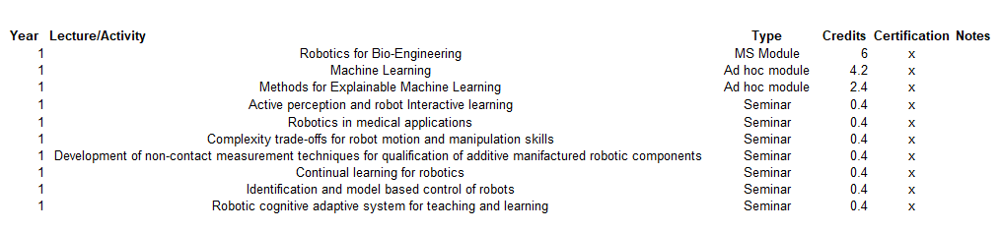 Year Lecture/Activity Type Credits Certification Notes
1 Robotics for Bio-Engineering MS Module 6 x
1 Machine Learning Ad hoc module 4.2 x
1 Methods for Explainable Machine Learning Ad hoc module 2.4 x
1 Active perception and robot Interactive learning Seminar 0.4 x
1 Robotics in medical applications Seminar 0.4 x
1 Complexity trade-offs for robot motion and manipulation skills Seminar 0.4 x
1 Development of non-contact measurement techniques for qualification of additive manifactured robotic components Seminar 0.4 x
1 Continual learning for robotics Seminar 0.4 x
1 Identification and model based control of robots Seminar 0.4 x
1 Robotic cognitive adaptive system for teaching and learning Seminar 0.4 x